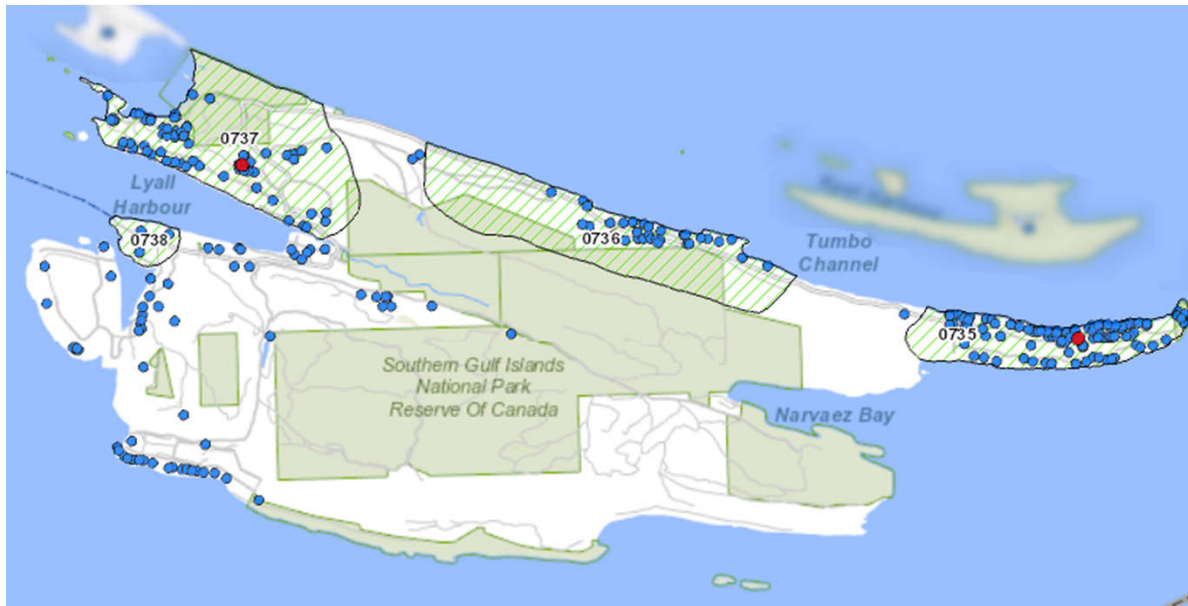 0737
Lyall
Harbour
0738
0736
Tumbo
Channel
0735
Southern Gulf Islands
National Park
Reserve Of Canada
Narvaez Bay